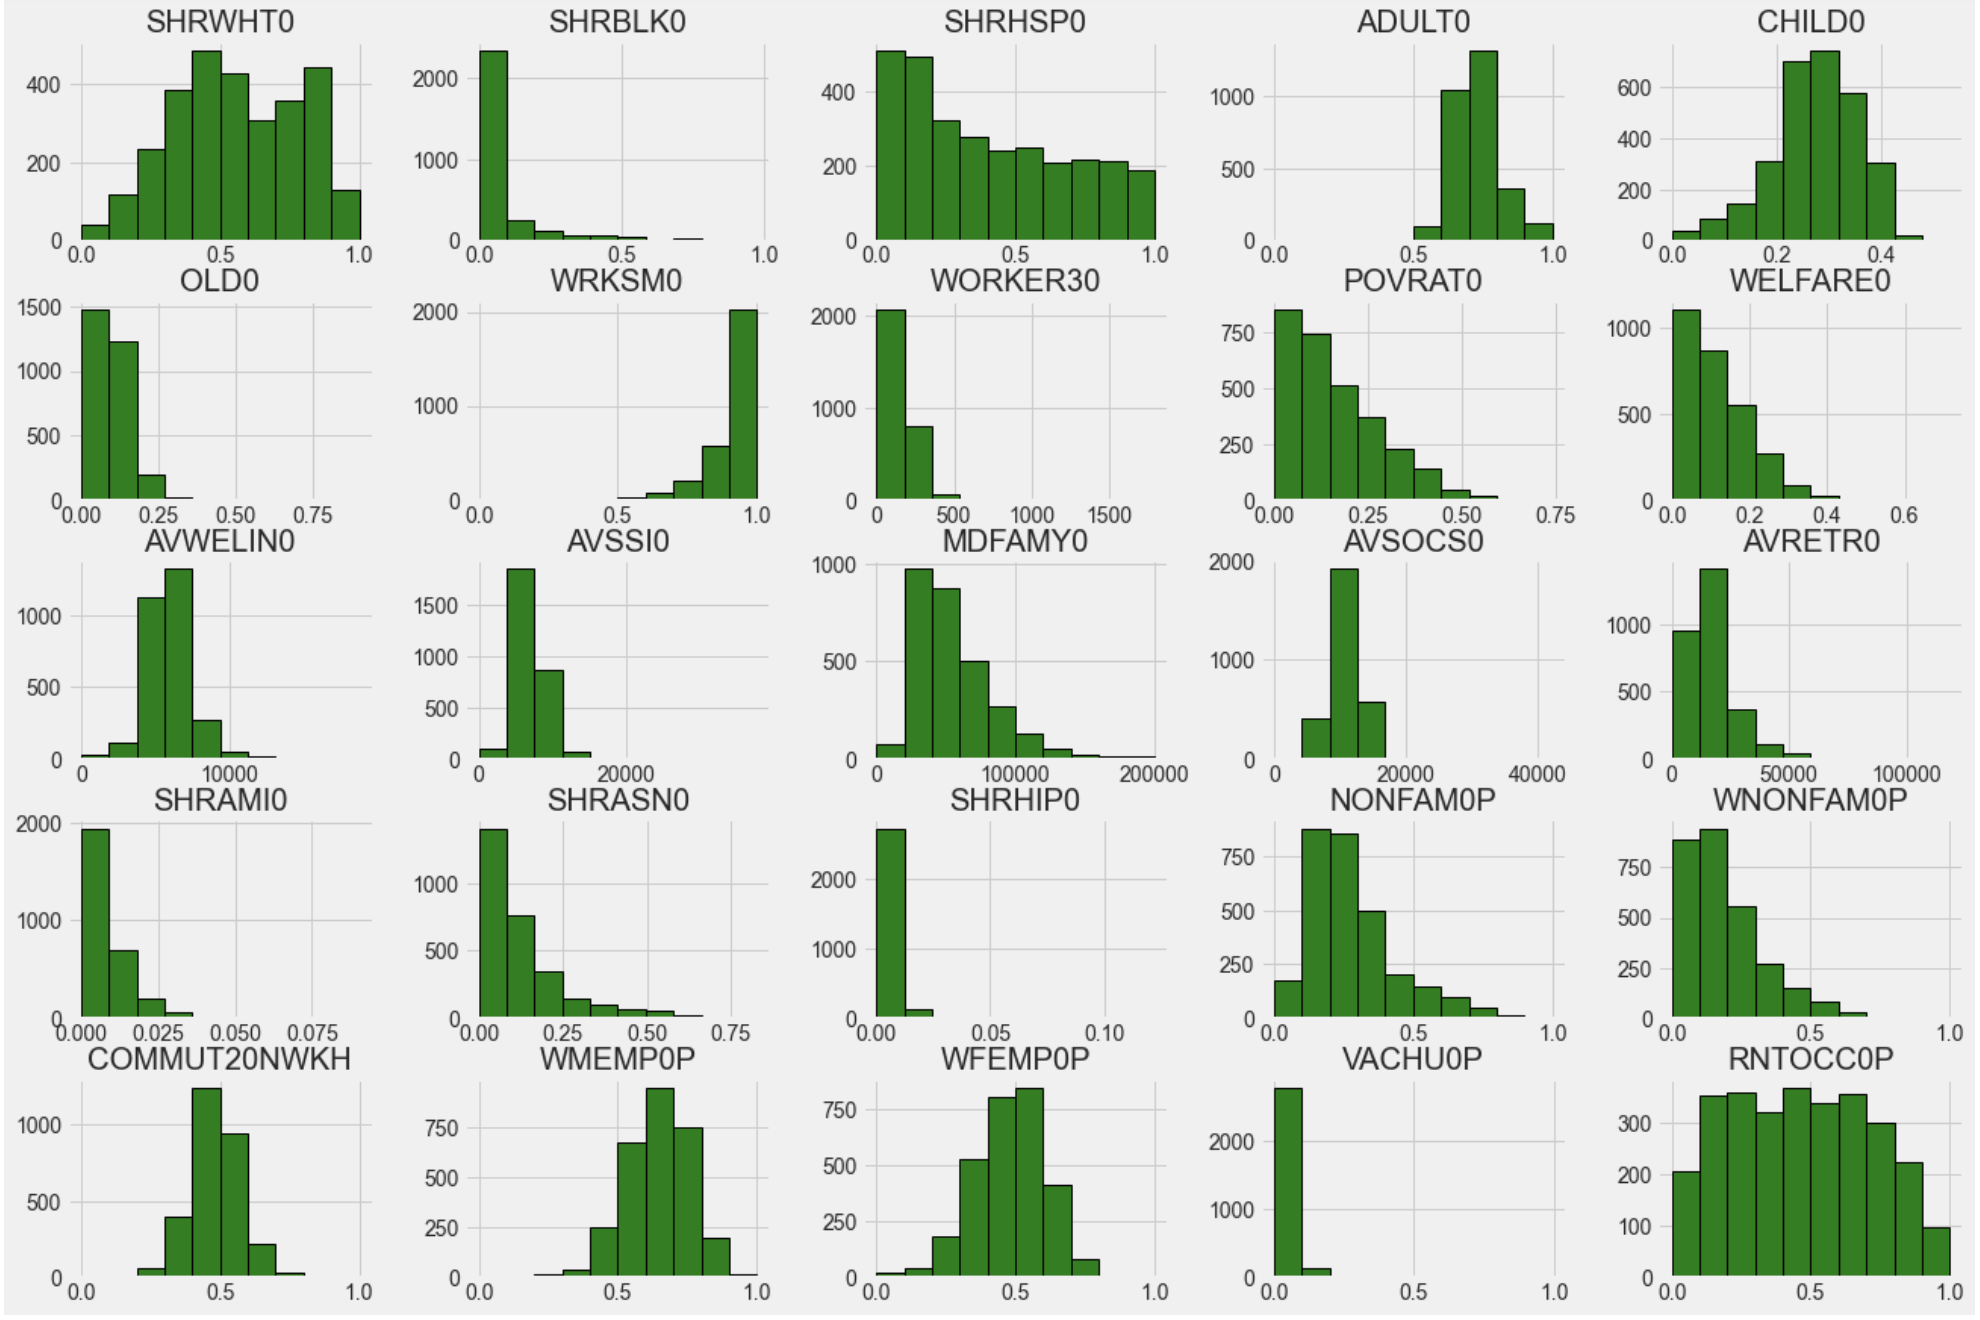 SHRWHT0 SHRBLK0 SHRHSP0 ADULT0 CHILD0
400 200 0 0.0 0.5 1.0
2000 1000 0 0.0 0.5 1.0
400 200 0 0.0 0.5 1.0
1000 500 0 0.0 0.5 1.0
600 400 200 0 0.0 0.2 0.4
OLD0 WRKSM0 WORKER30 POVRAT0 WELFARE0
1500 1000 500 0 0.00 0.25 0.50 0.75
2000 1000 0 0.0 0.5 1.0
2000 1000 0 0 500 1000 1500
750 500 250 0 0.00 0.25 0.50 0.75
1000 500 0 0.0 0.2 0.4 0.6
AVWELIN0 AVSSI0 MDFAMY0 AVSOCS0 AVRETR0
1000 500 0 0 10000
1500 1000 500 0 0 20000
1000 500 0 0 100000 200000
2000 1000 0 0 20000 40000
1000 500 0 0 50000 100000
SHRAMI0 SHRASN0 SHRHIP0 NONFAM0P WNONFAM0P
2000 1000 0 0.000 0.025 0.050 0.075
1000 500 0 0.00 0.25 0.50 0.75
2000 1000 0 0.00 0.05 0.10
750 500 250 0 0.0 0.5 1.0
750 500 250 0 0.0 0.5 1.0
COMMUT20NWKH WMEMP0P WFEMP0P VACHU0P RNTOCC0P
1000 500 0 0.0 0.5 1.0
750 500 250 0 0.0 0.5 1.0
750 500 250 0 0.0 0.5 1.0
2000 1000 0 0.0 0.5 1.0
300 200 100 0 0.0 0.5 1.0